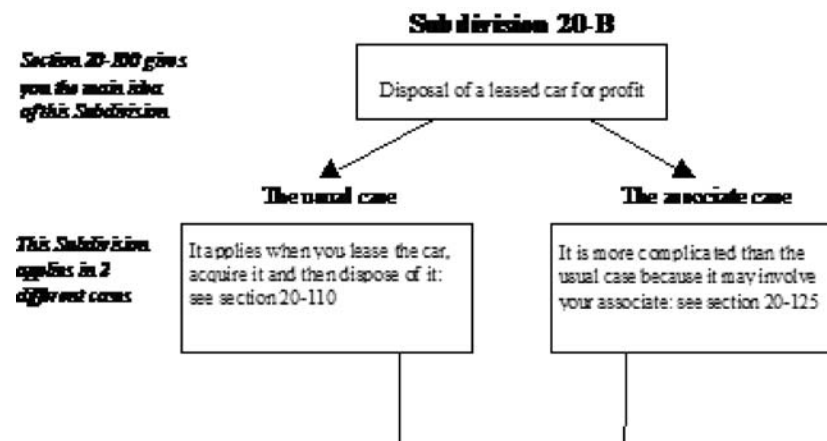 Subdivision 20-B
Section 20-100 gives
you the main idea
of this Subdivision
Disposal of a leased car for profit
The usual case
The associate case
This Subdivision
applies in 2
different cases
It applies when you lease the car,
acquire it and then dispose of it:
see section 20-110
It is more complicated than the
usual case because it may involve
your associate: see section 20-125